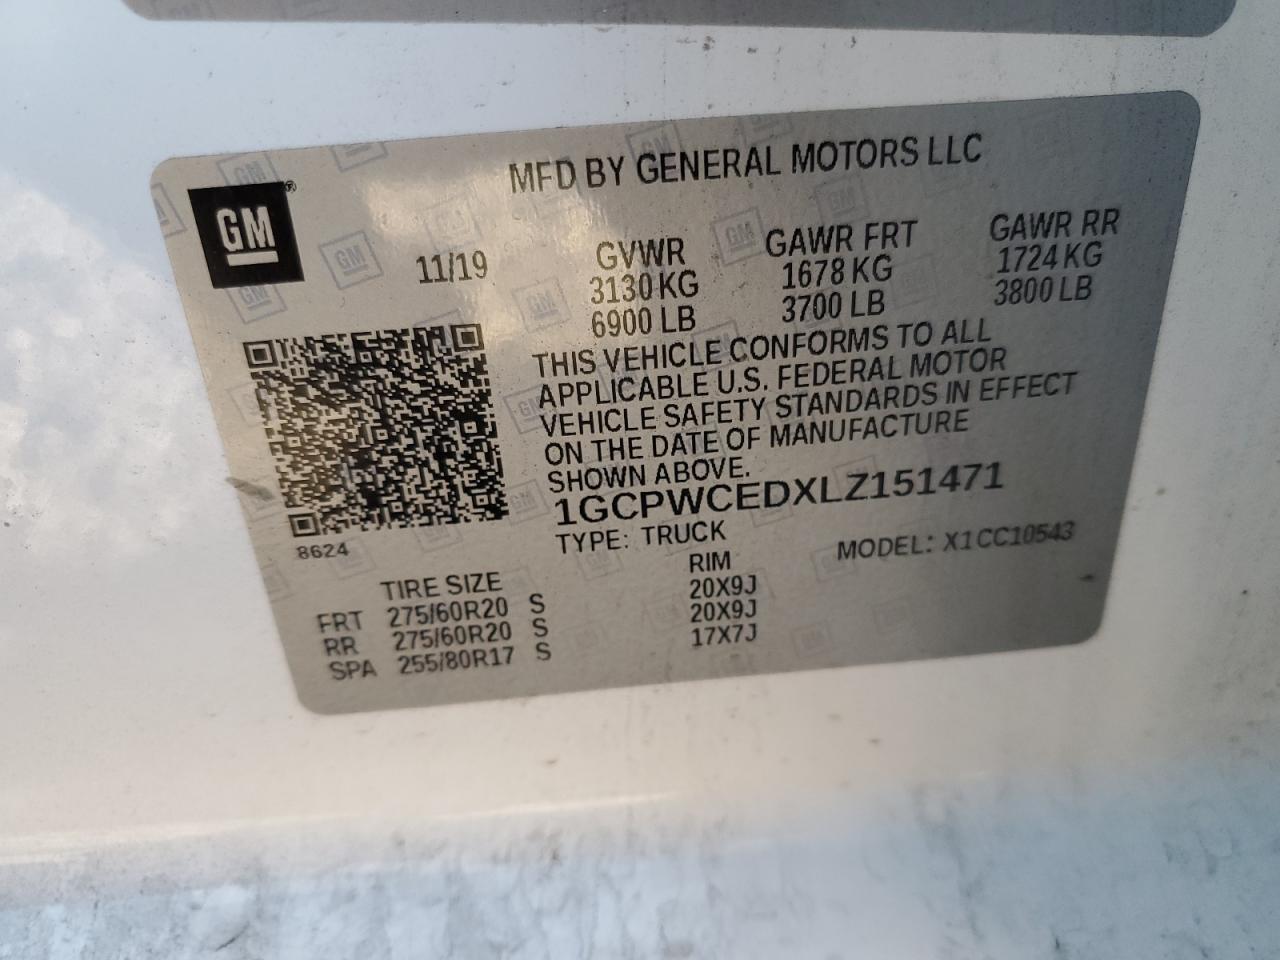 MFD BY GENERAL MOTORS LLC
GM®
11/19
GVWR GAWR FRT GAWR RR
3130 KG 1678 KG 1724 KG
6900 LB 3700 LB 3800 LB
THIS VEHICLE CONFORMS TO ALL
APPLICABLE U.S. FEDERAL MOTOR
VEHICLE SAFETY STANDARDS IN EFFECT
ON THE DATE OF MANUFACTURE
SHOWN ABOVE.
1GCPWCEDXLZ151471
8624
TYPE: TRUCK MODEL: X1CC10543
TIRE SIZE RIM
FRT 275/60R20 S 20X9J
RR 275/60R20 S 20X9J
SPA 255/80R17 S 17X7J